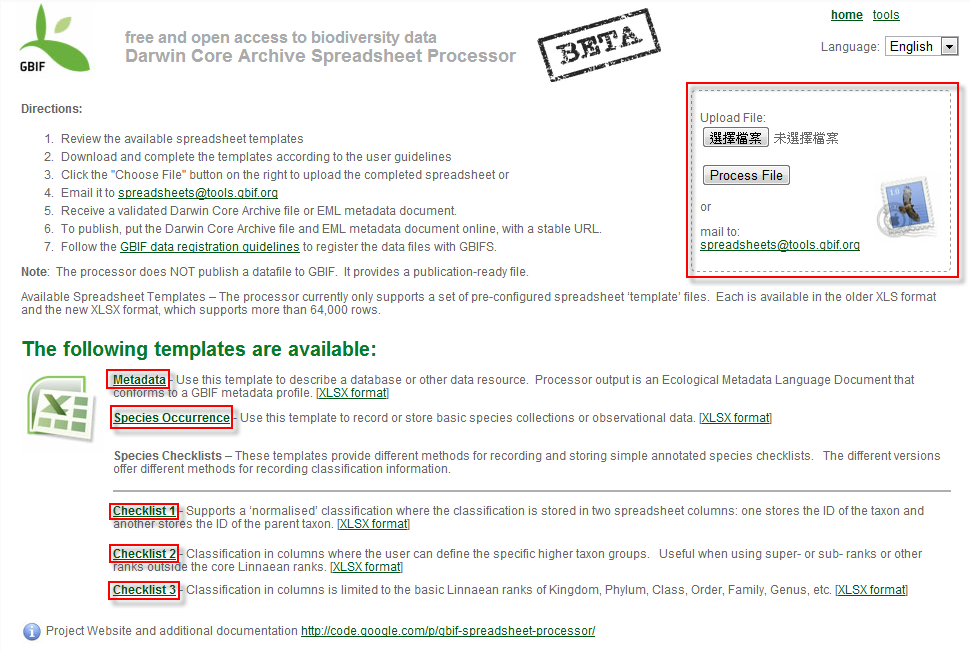 home tools
GBIF
free and open access to biodiversity data
Darwin Core Archive Spreadsheet Processor
BETA
Language: English
Directions:
1. Review the available spreadsheet templates
2. Download and complete the templates according to the user guidelines
3. Click the "Choose File" button on the right to upload the completed spreadsheet or
4. Email it to spreadsheets@tools.gbif.org
5. Receive a validated Darwin Core Archive file or EML metadata document.
6. To publish, put the Darwin Core Archive file and EML metadata document online, with a stable URL.
7. Follow the GBIF data registration guidelines to register the data files with GBIFS.
Upload File:
選擇檔案 未選擇檔案
Process File
or
mail to:
spreadsheets@tools.gbif.org
Note: The processor does NOT publish a datafile to GBIF. It provides a publication-ready file.
Available Spreadsheet Templates – The processor currently only supports a set of pre-configured spreadsheet ‘template’ files. Each is available in the older XLS format
and the new XLSX format, which supports more than 64,000 rows.
The following templates are available:
Metadata - Use this template to describe a database or other data resource. Processor output is an Ecological Metadata Language Document that
conforms to a GBIF metadata profile. [XLSX format]
Species Occurrence - Use this template to record or store basic species collections or observational data. [XLSX format]
Species Checklists – These templates provide different methods for recording and storing simple annotated species checklists. The different versions
offer different methods for recording classification information.
Checklist 1 - Supports a ‘normalised’ classification where the classification is stored in two spreadsheet columns: one stores the ID of the taxon and
another stores the ID of the parent taxon. [XLSX format]
Checklist 2 - Classification in columns where the user can define the specific higher taxon groups. Useful when using super- or sub- ranks or other
ranks outside the core Linnaean ranks. [XLSX format]
Checklist 3 - Classification in columns is limited to the basic Linnaean ranks of Kingdom, Phylum, Class, Order, Family, Genus, etc. [XLSX format]
Project Website and additional documentation http://code.google.com/p/gbif-spreadsheet-processor/